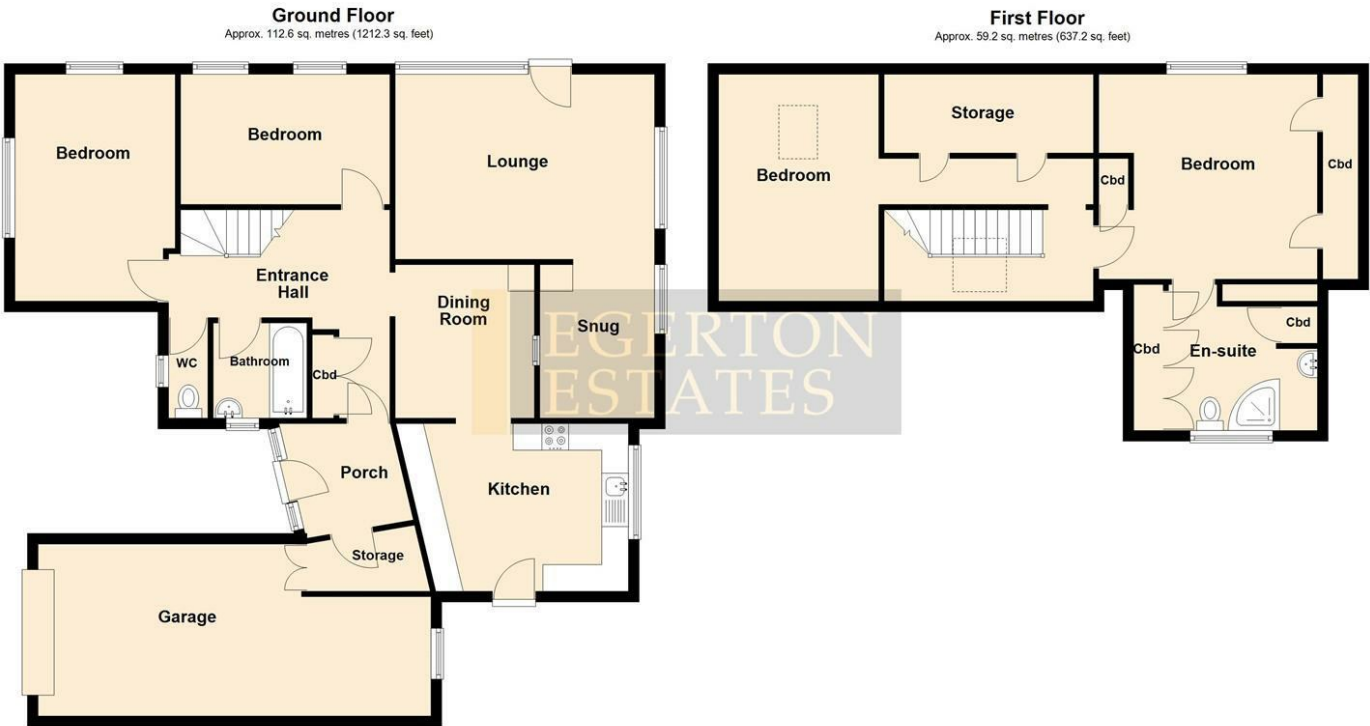 Ground Floor
Approx. 112.6 sq. metres (1212.3 sq. feet)
Bedroom
Bedroom
Lounge
Entrance
Hall
Dining
Room
Snug
WC
Bathroom
Cbd
Porch
Kitchen
Storage
Garage
First Floor
Approx. 59.2 sq. metres (637.2 sq. feet)
Storage
Bedroom
Cbd
Bedroom
Cbd
Cbd
En-suite
Cbd
EGERTON
ESTATES